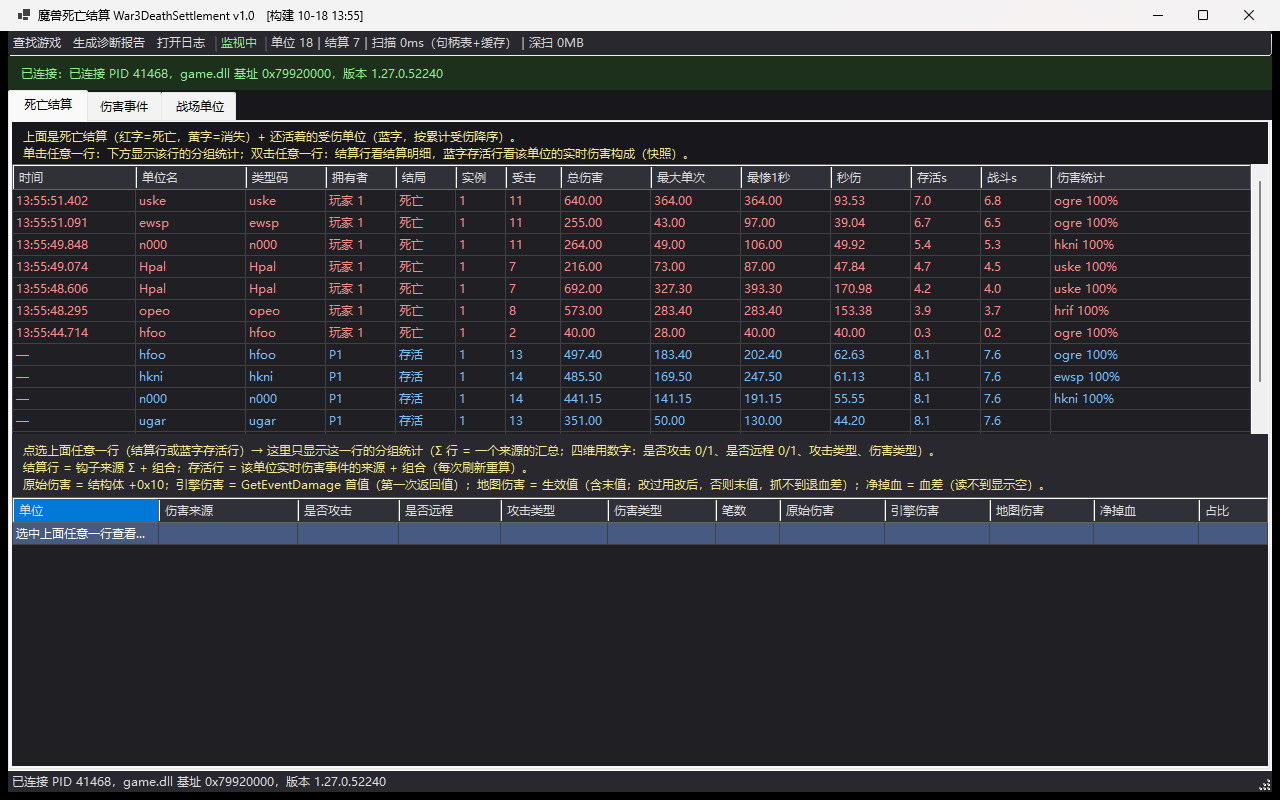 魔兽死亡结算 War3DeathSettlement v1.0 [构建 10-18 13:55]
查找游戏 生成诊断报告 打开日志 | 监视中 | 单位 18 | 结算 7 | 扫描 0ms（句柄表+缓存） | 深扫 0MB
已连接：已连接 PID 41468，game.dll 基址 0x79920000，版本 1.27.0.52240
死亡结算 伤害事件 战场单位
上面是死亡结算（红字=死亡，黄字=消失）+ 还活着的受伤单位（蓝字，按累计受伤降序）。
单击任意一行：下方显示该行的分组统计；双击任意一行：结算行看结算明细，蓝字存活行看该单位的实时伤害构成（快照）。
时间 单位名 类型码 拥有者 结局 实例 受击 总伤害 最大单次 最惨1秒 秒伤 存活s 战斗s 伤害统计
13:55:51.402 uske uske 玩家 1 死亡 1 11 640.00 364.00 364.00 93.53 7.0 6.8 ogre 100%
13:55:51.091 ewsp ewsp 玩家 1 死亡 1 11 255.00 43.00 97.00 39.04 6.7 6.5 ogre 100%
13:55:49.848 n000 n000 玩家 1 死亡 1 11 264.00 49.00 106.00 49.92 5.4 5.3 hkni 100%
13:55:49.074 Hpal Hpal 玩家 1 死亡 1 7 216.00 73.00 87.00 47.84 4.7 4.5 uske 100%
13:55:48.606 Hpal Hpal 玩家 1 死亡 1 7 692.00 327.30 393.30 170.98 4.2 4.0 uske 100%
13:55:48.295 opeo opeo 玩家 1 死亡 1 8 573.00 283.40 283.40 153.38 3.9 3.7 hrif 100%
13:55:44.714 hfoo hfoo 玩家 1 死亡 1 2 40.00 28.00 40.00 40.00 0.3 0.2 ogre 100%
— hfoo hfoo P1 存活 1 13 497.40 183.40 202.40 62.63 8.1 7.6 ogre 100%
— hkni hkni P1 存活 1 14 485.50 169.50 247.50 61.13 8.1 7.6 ewsp 100%
— n000 n000 P1 存活 1 14 441.15 141.15 191.15 55.55 8.1 7.6 hkni 100%
— ugar ugar P1 存活 1 13 351.00 50.00 130.00 44.20 8.1 7.6
点选上面任意一行（结算行或蓝字存活行）→ 这里只显示这一行的分组统计（Σ 行 = 一个来源的汇总；四维用数字：是否攻击 0/1、是否远程 0/1、攻击类型、伤害类型）。
结算行 = 钩子来源 Σ + 组合；存活行 = 该单位实时伤害事件的来源 + 组合（每次刷新重算）。
原始伤害 = 结构体 +0x10；引擎伤害 = GetEventDamage 首值（第一次返回值）；地图伤害 = 生效值（含末值；改过用改后，否则末值，抓不到退血差）；净掉血 = 血差（读不到显示空）。
单位 伤害来源 是否攻击 是否远程 攻击类型 伤害类型 笔数 原始伤害 引擎伤害 地图伤害 净掉血 占比
选中上面任意一行查看...
已连接 PID 41468，game.dll 基址 0x79920000，版本 1.27.0.52240